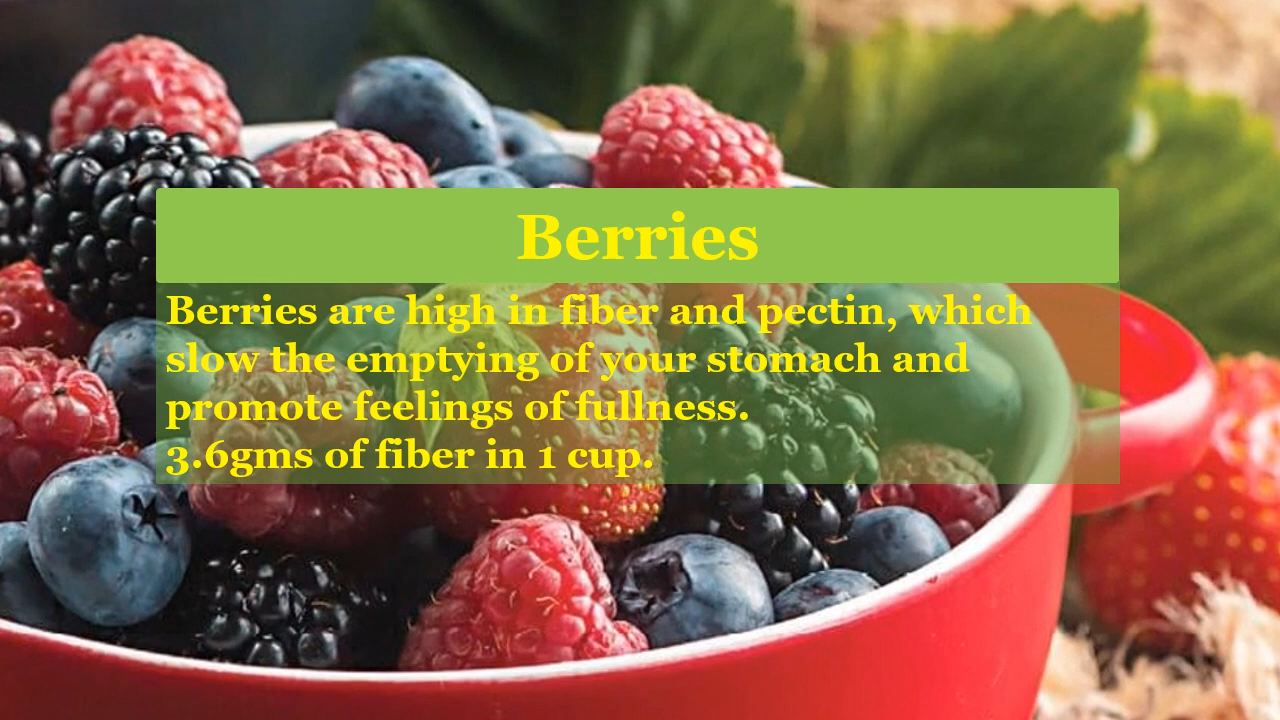 Berries
Berries are high in fiber and pectin, which
slow the emptying of your stomach and
promote feelings of fullness.
3.6gms of fiber in 1 cup.